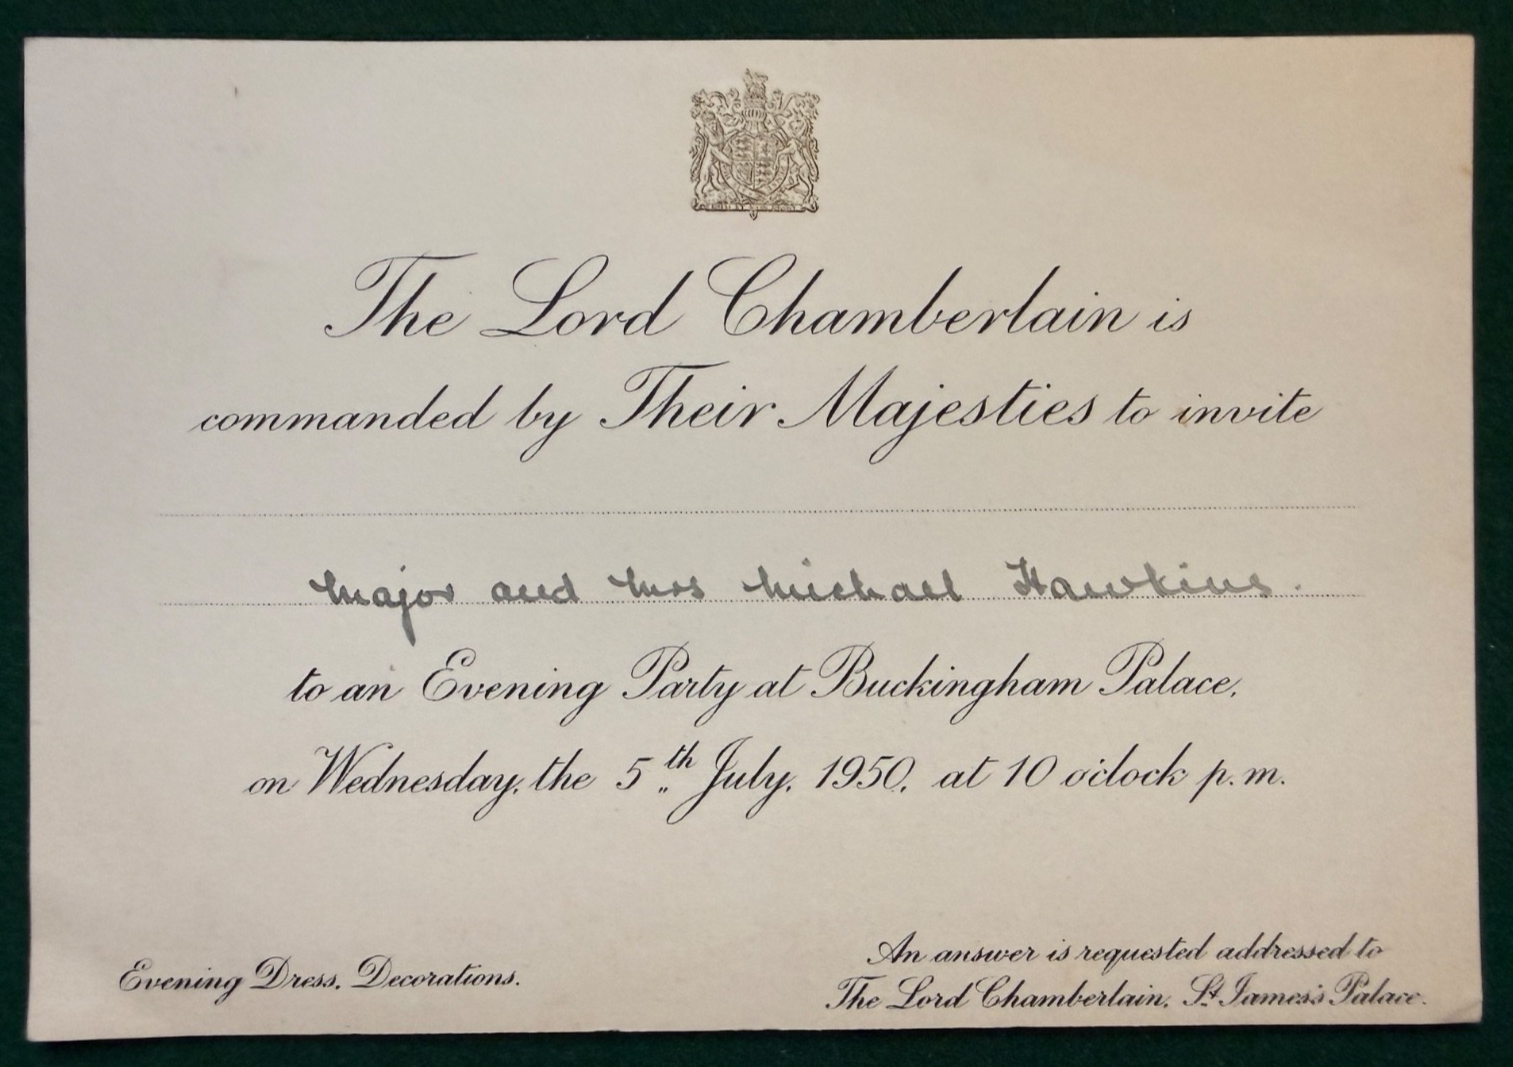 The Lord Chamberlain is
commanded by Their Majesties to invite
Major and Mrs Michael Hawkins.
to an Evening Party at Buckingham Palace,
on Wednesday, the 5th July, 1950, at 10 o'clock p.m.
Evening Dress, Decorations.
An answer is requested addressed to
The Lord Chamberlain, St James's Palace.